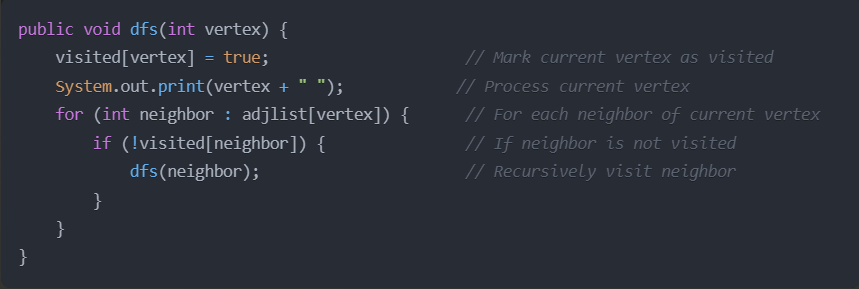 public void dfs(int vertex) {
    visited[vertex] = true;                     // Mark current vertex as visited
    System.out.print(vertex + " ");            // Process current vertex
    for (int neighbor : adjlist[vertex]) {      // For each neighbor of current vertex
        if (!visited[neighbor]) {               // If neighbor is not visited
            dfs(neighbor);                      // Recursively visit neighbor
        }
    }
}